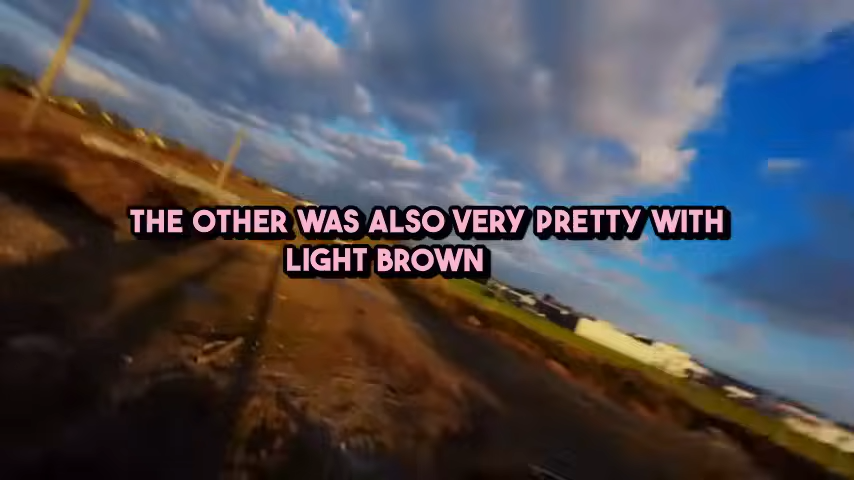 THE OTHER WAS ALSO VERY PRETTY WITH
LIGHT BROWN